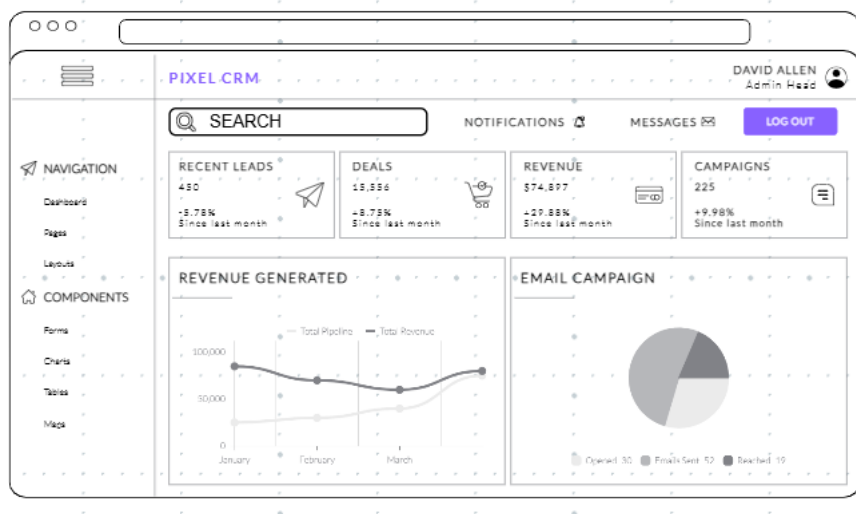 PIXEL CRM
DAVID ALLEN
Admin Head
SEARCH
NOTIFICATIONS
MESSAGES
LOG OUT
NAVIGATION
Dashboard
Pages
Layouts
COMPONENTS
Forms
Charts
Tables
Maps
RECENT LEADS
450
-3.78%
Since last month
DEALS
15,556
+8.75%
Since last month
REVENUE
$74,897
+29.88%
Since last month
CAMPAIGNS
225
+9.98%
Since last month
REVENUE GENERATED
Total Pipeline
Total Revenue
100,000
50,000
0
January
February
March
EMAIL CAMPAIGN
Opened 30
Emails Sent 52
Reached 19